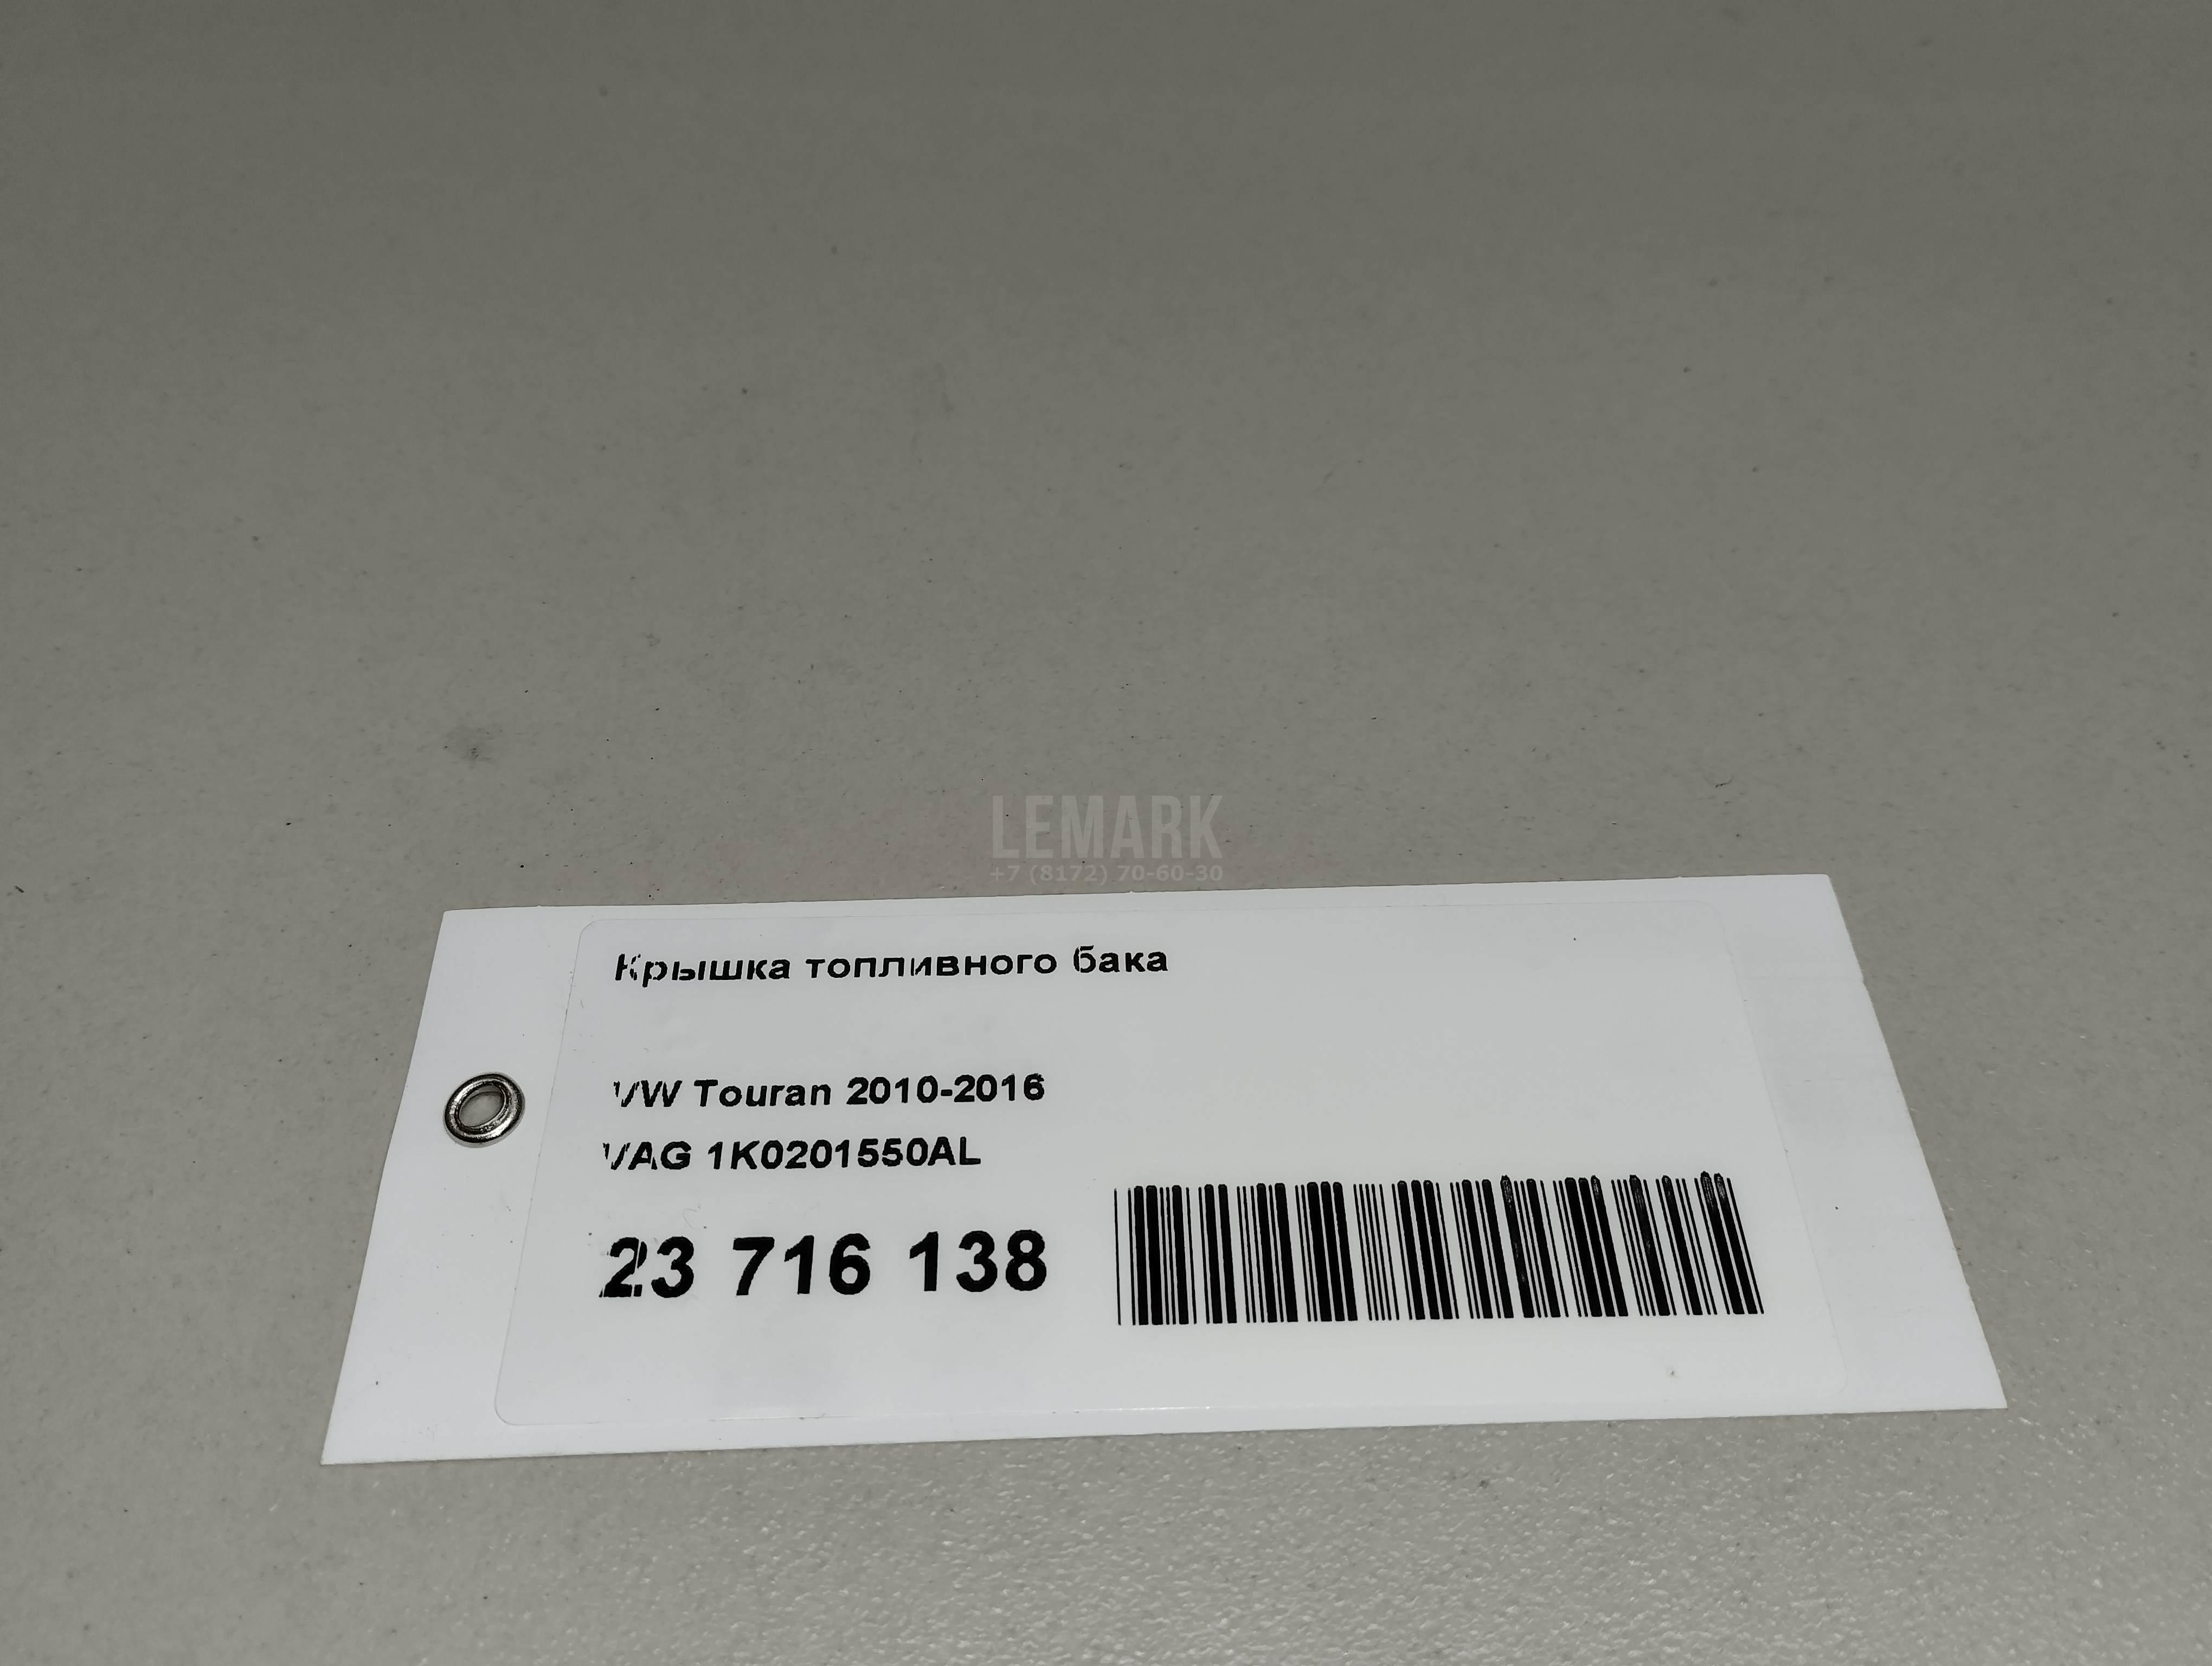 LEMARK
+7 (8172) 70-60-30
Крышка топливного бака
VW Touran 2010-2016
VAG 1K0201550AL
23 716 138